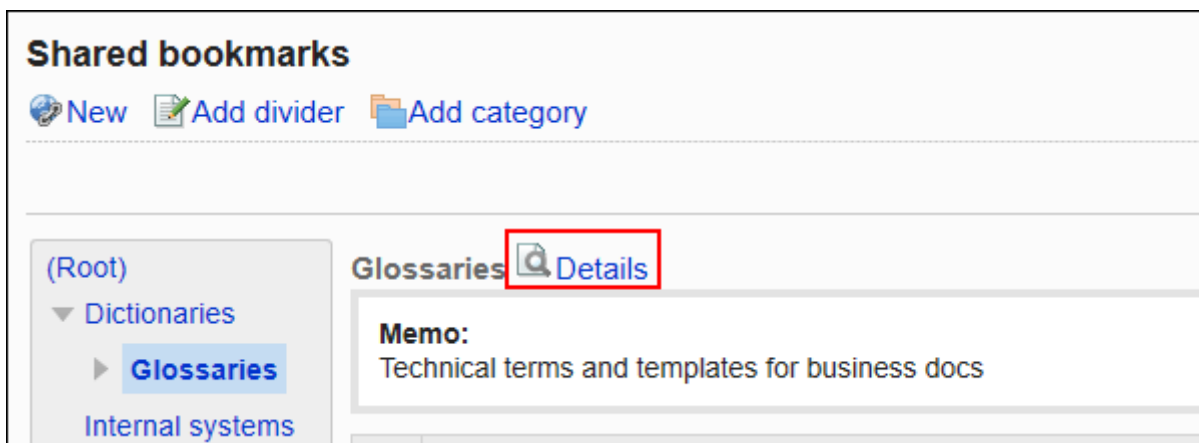 Shared bookmarks
New Add divider Add category
(Root)
Dictionaries
Glossaries
Internal systems
Glossaries Details
Memo:
Technical terms and templates for business docs